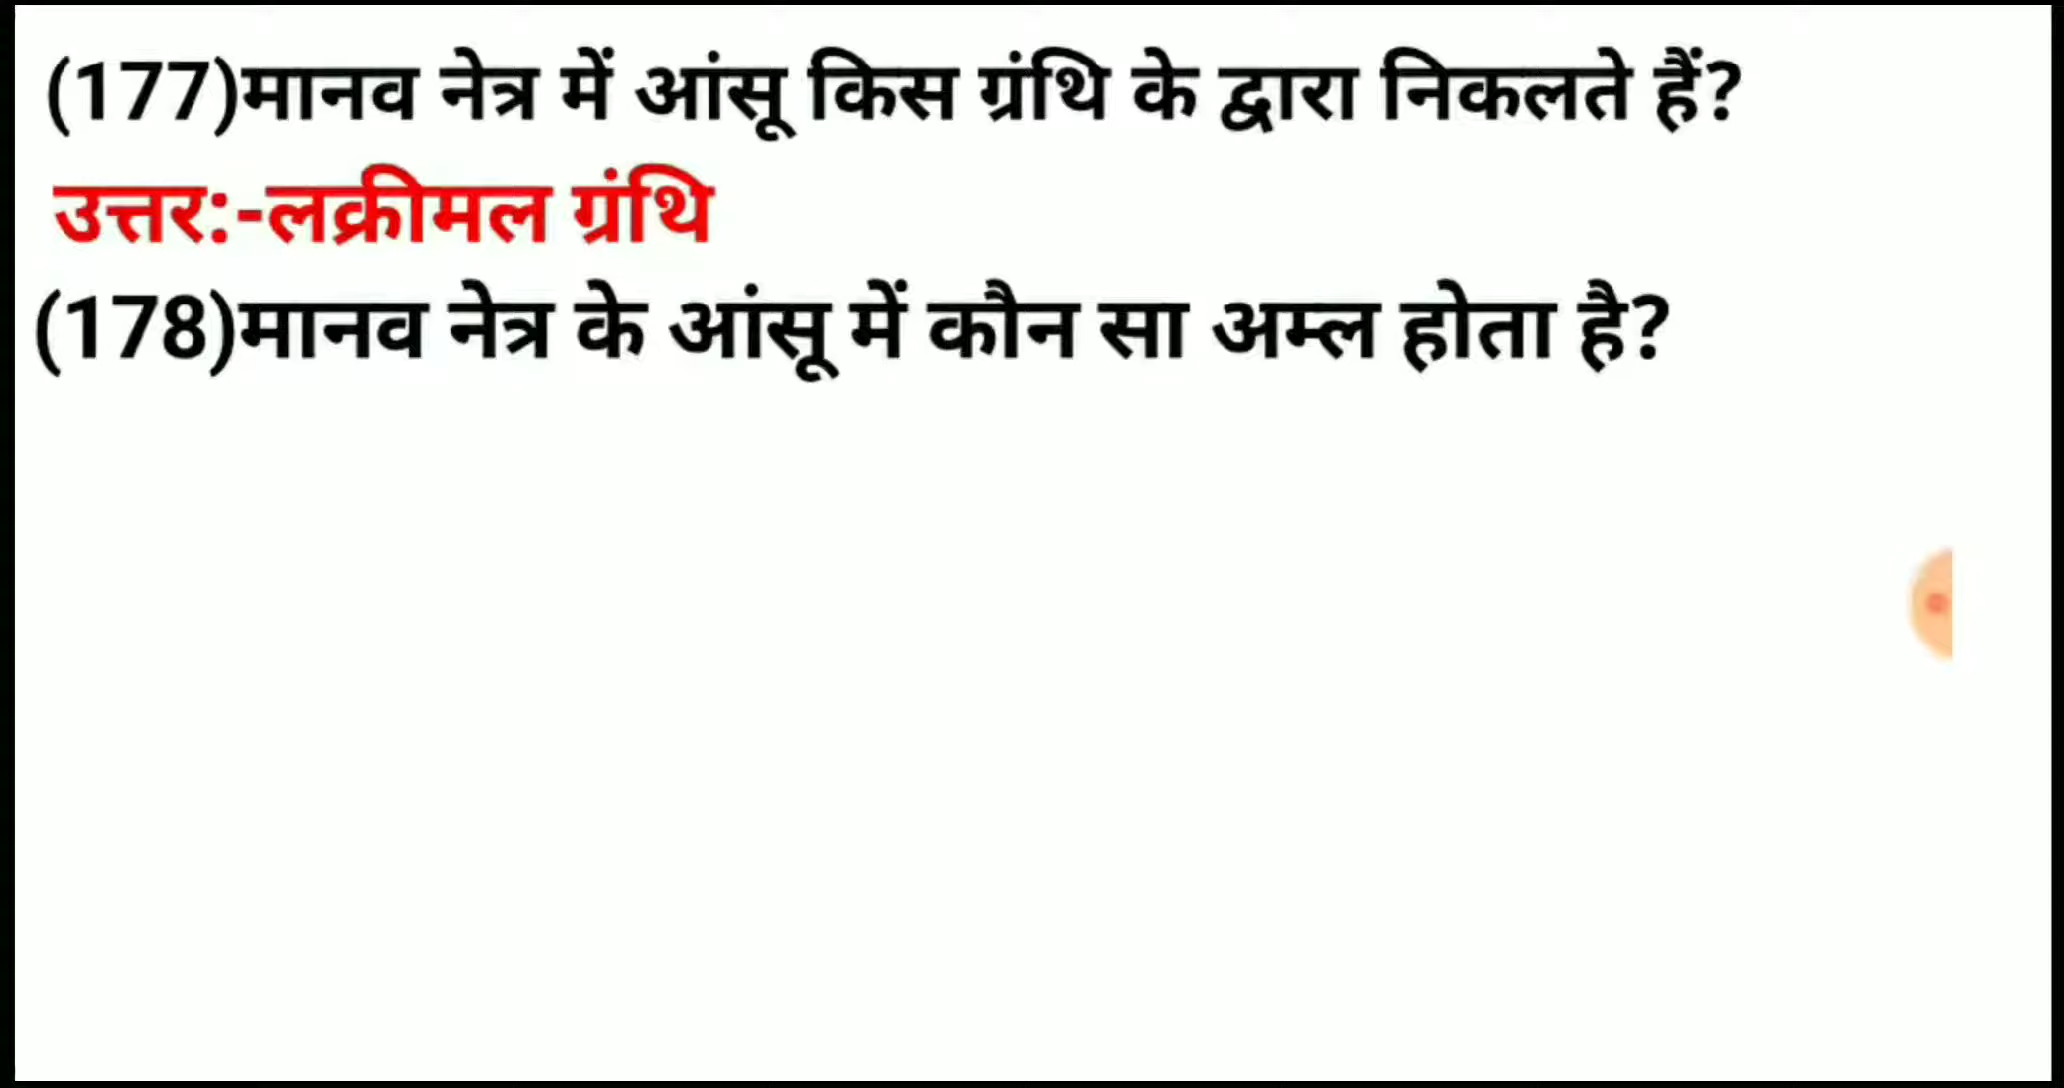 (177)मानव नेत्र में आंसू किस ग्रंथि के द्वारा निकलते हैं?
उत्तर:-लक्रीमल ग्रंथि
(178)मानव नेत्र के आंसू में कौन सा अम्ल होता है?